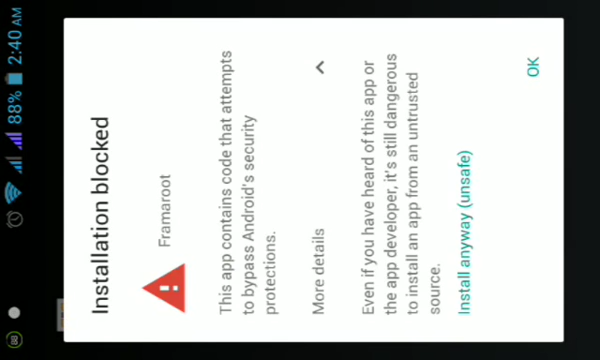 88% 2:40 AM
Installation blocked
Framaroot
This app contains code that attempts
to bypass Android's security
protections.
More details
Even if you have heard of this app or
the app developer, it's still dangerous
to install an app from an untrusted
source.
Install anyway (unsafe)
OK